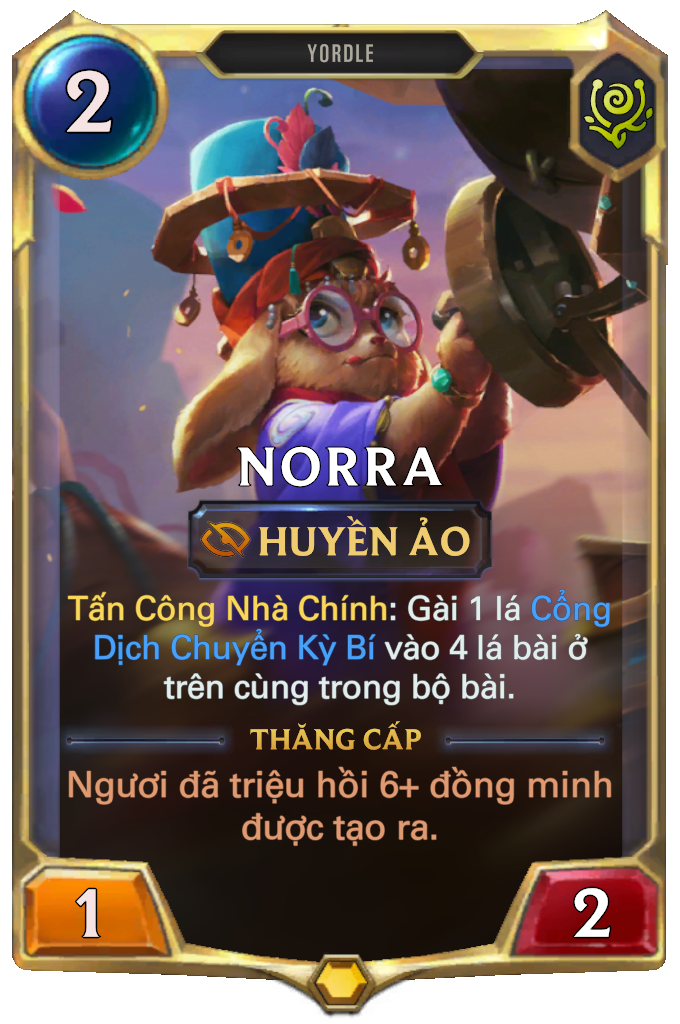 YORDLE
2
NORRA
HUYỀN ẢO
Tấn Công Nhà Chính: Gài 1 lá Cổng
Dịch Chuyển Kỳ Bí vào 4 lá bài ở
trên cùng trong bộ bài.
THĂNG CẤP
Ngươi đã triệu hồi 6+ đồng minh
được tạo ra.
1
2